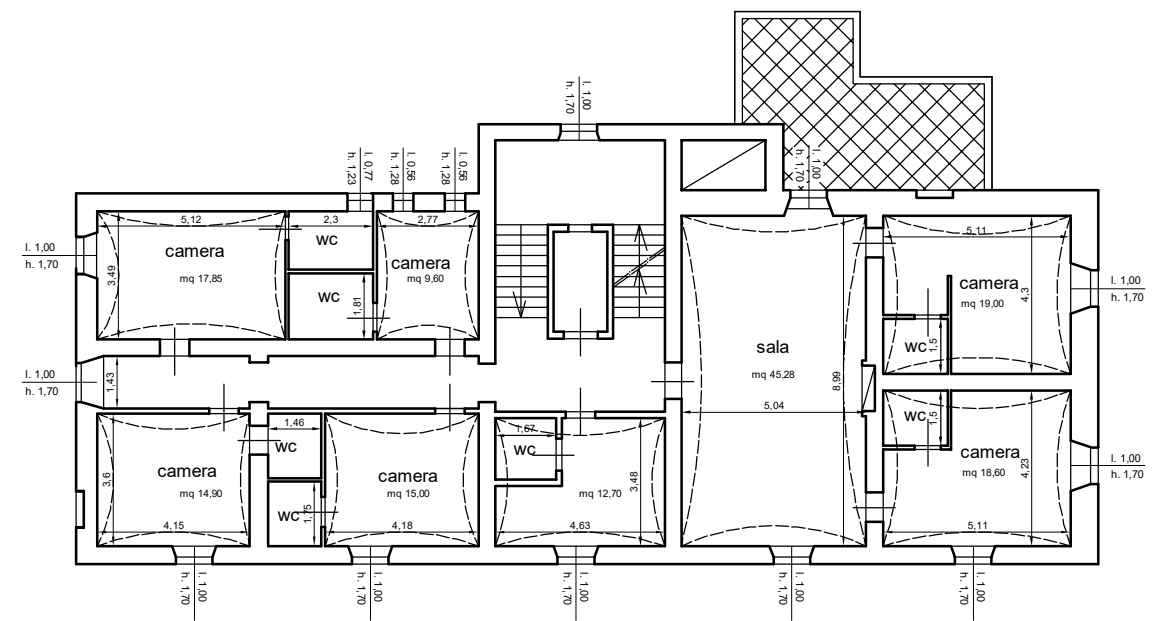 l. 1,00
h. 1,70
l. 0,77
h. 1,23
l. 0,56
h. 1,28
l. 0,56
h. 1,28
l. 1,00
h. 1,70
5,12
2,3
2,77
wc
camera
mq 17,85
3,49
camera
mq 9,60
wc
1,81
l. 1,00
h. 1,70
5,11
camera
mq 19,00
4,3
l. 1,00
h. 1,70
wc
1,5
sala
mq 45,28
8,99
5,04
l. 1,00
h. 1,70
1,43
wc
1,5
camera
mq 18,60
4,23
5,11
l. 1,00
h. 1,70
1,46
wc
camera
mq 14,90
3,6
4,15
wc
1,75
camera
mq 15,00
4,18
1,67
wc
mq 12,70
3,48
4,63
l. 1,00
h. 1,70
l. 1,00
h. 1,70
l. 1,00
h. 1,70
l. 1,00
h. 1,70
l. 1,00
h. 1,70